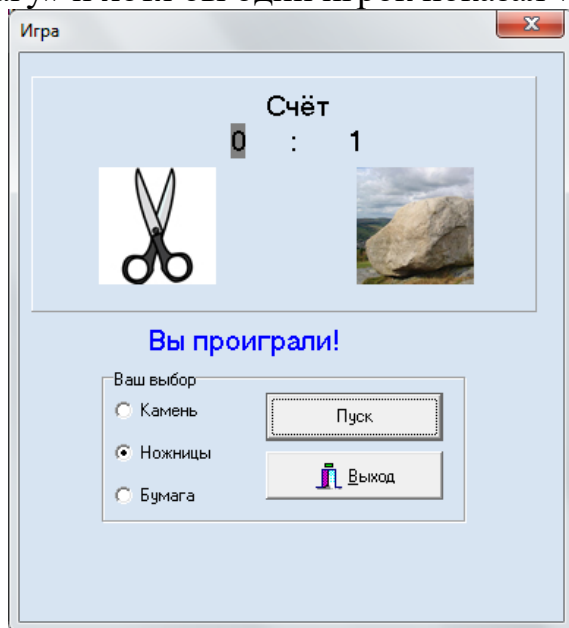 Игра
Счёт
0 : 1
Вы проиграли!
Ваш выбор
Камень
Пуск
Ножницы
Выход
Бумага